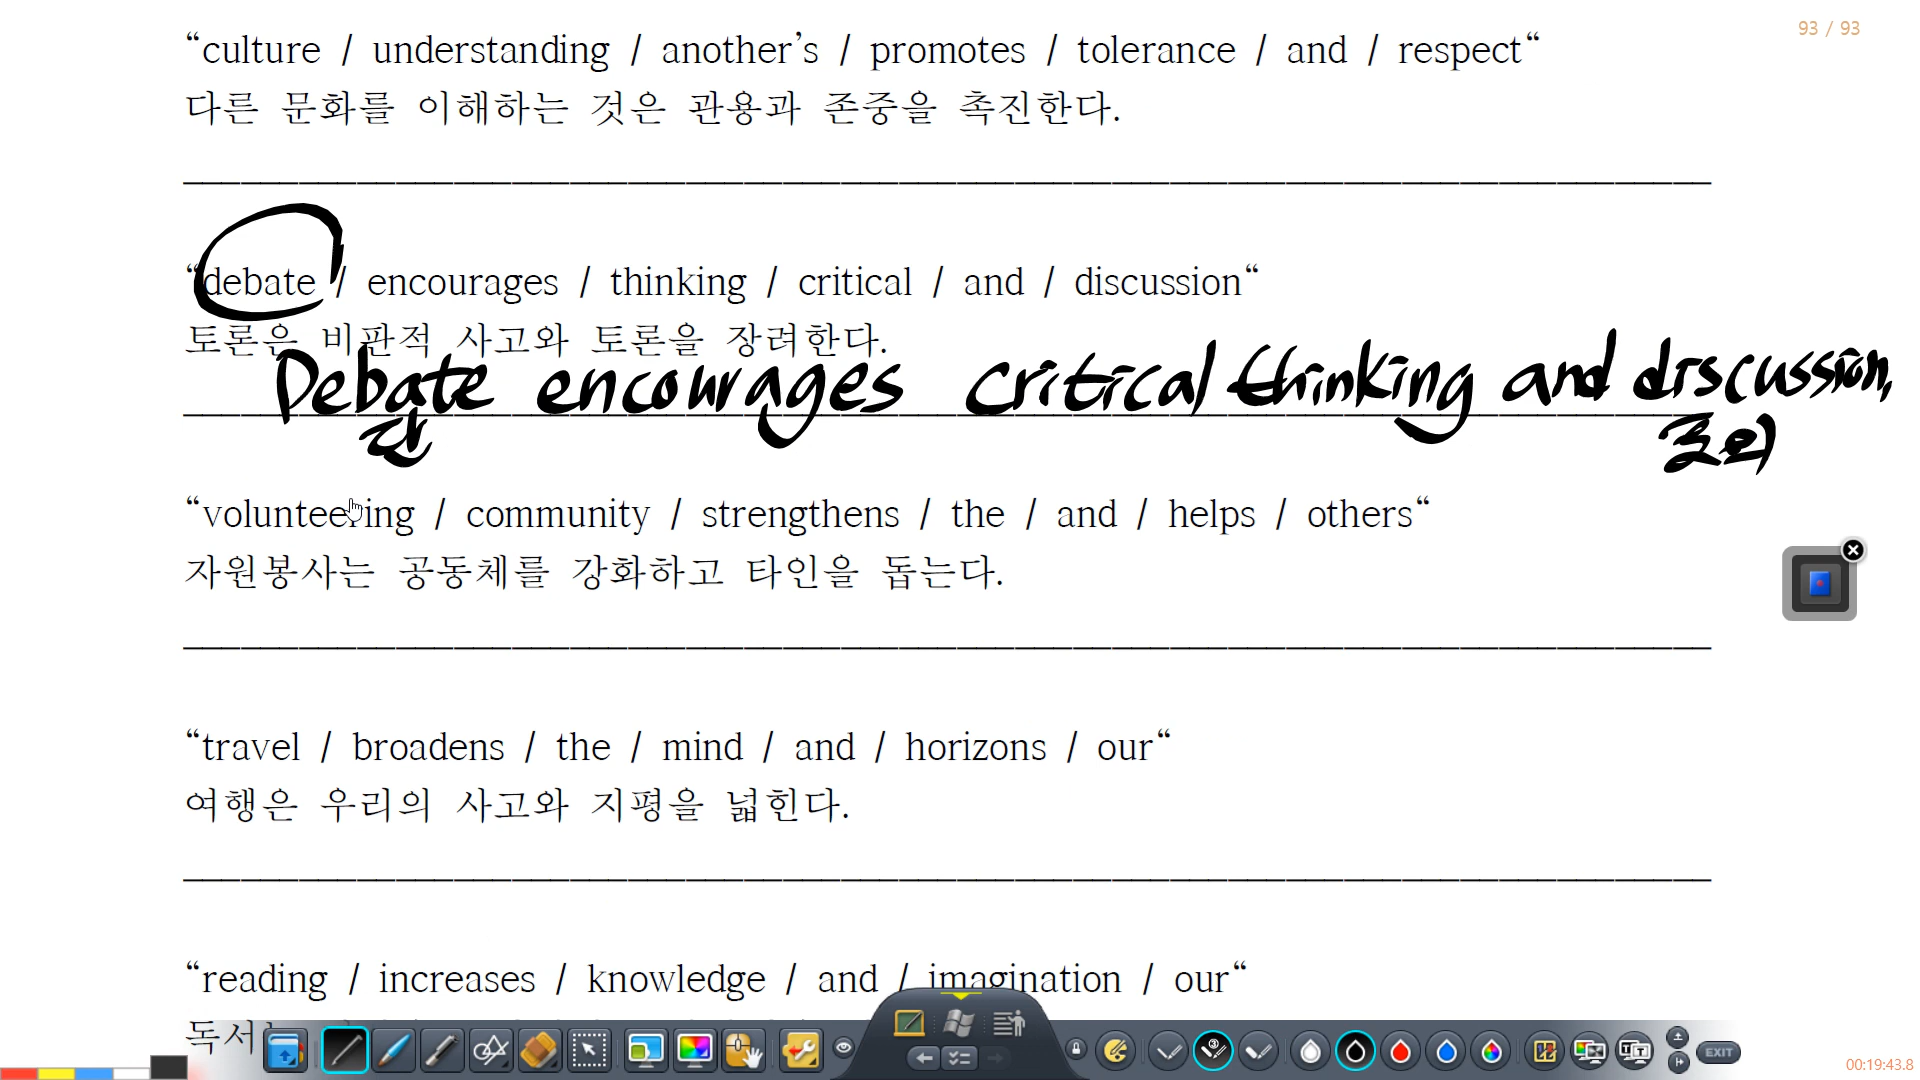 93 / 93
“culture / understanding / another’s / promotes / tolerance / and / respect“
다른 문화를 이해하는 것은 관용과 존중을 촉진한다.
“debate / encourages / thinking / critical / and / discussion“
토론은 비판적 사고와 토론을 장려한다.
Debate encourages critical thinking and discussion,
“volunteering / community / strengthens / the / and / helps / others“
자원봉사는 공동체를 강화하고 타인을 돕는다.
“travel / broadens / the / mind / and / horizons / our“
여행은 우리의 사고와 지평을 넓힌다.
“reading / increases / knowledge / and / imagination / our“
독서
EXIT
00:19:43.8